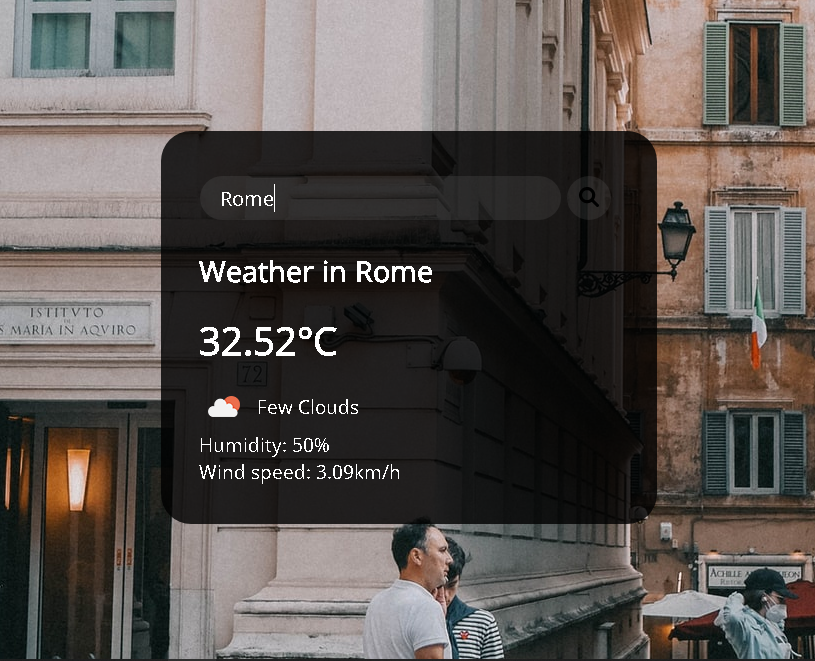 Rome
Weather in Rome
32.52°C
72
Few Clouds
Humidity: 50%
Wind speed: 3.09km/h
ISTITVTO
S MARIA IN AQVIRO
ACHILLE